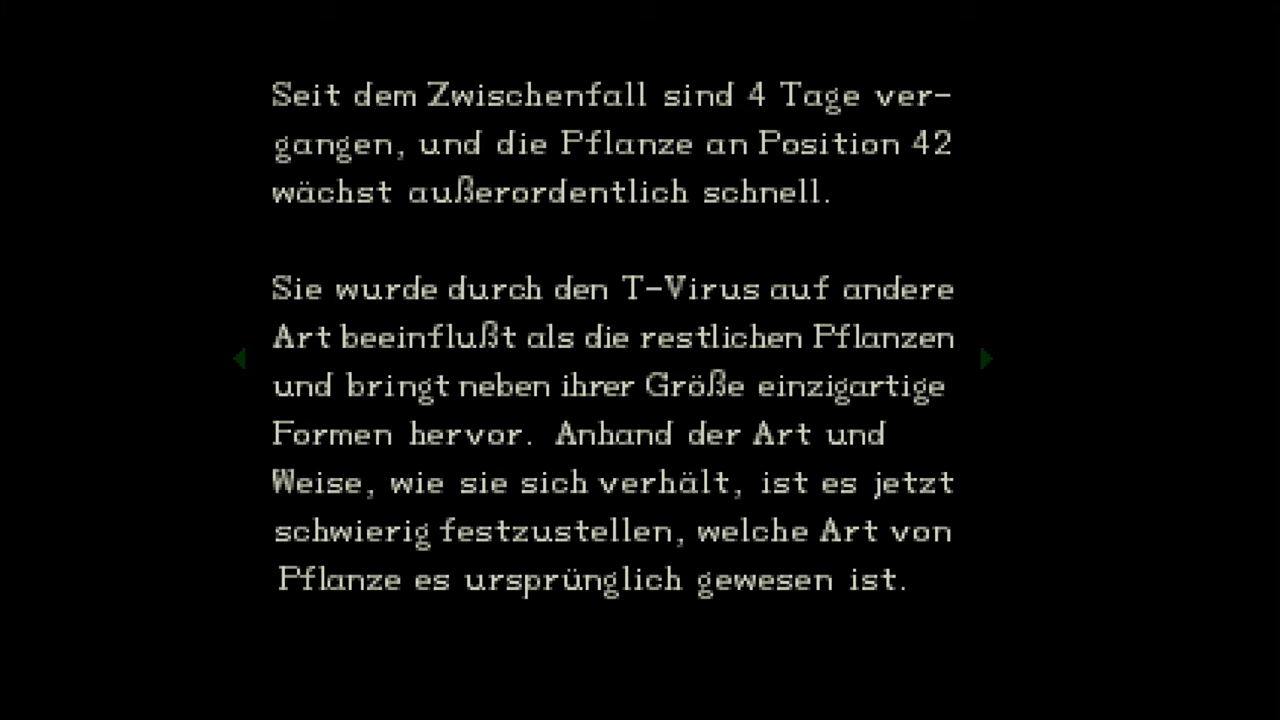 Seit dem Zwischenfall sind 4 Tage ver-
gangen, und die Pflanze an Position 42
wächst außerordentlich schnell.
Sie wurde durch den T-Virus auf andere
Art beeinflußt als die restlichen Pflanzen
und bringt neben ihrer Größe einzigartige
Formen hervor. Anhand der Art und
Weise, wie sie sich verhält, ist es jetzt
schwierig festzustellen, welche Art von
Pflanze es ursprünglich gewesen ist.